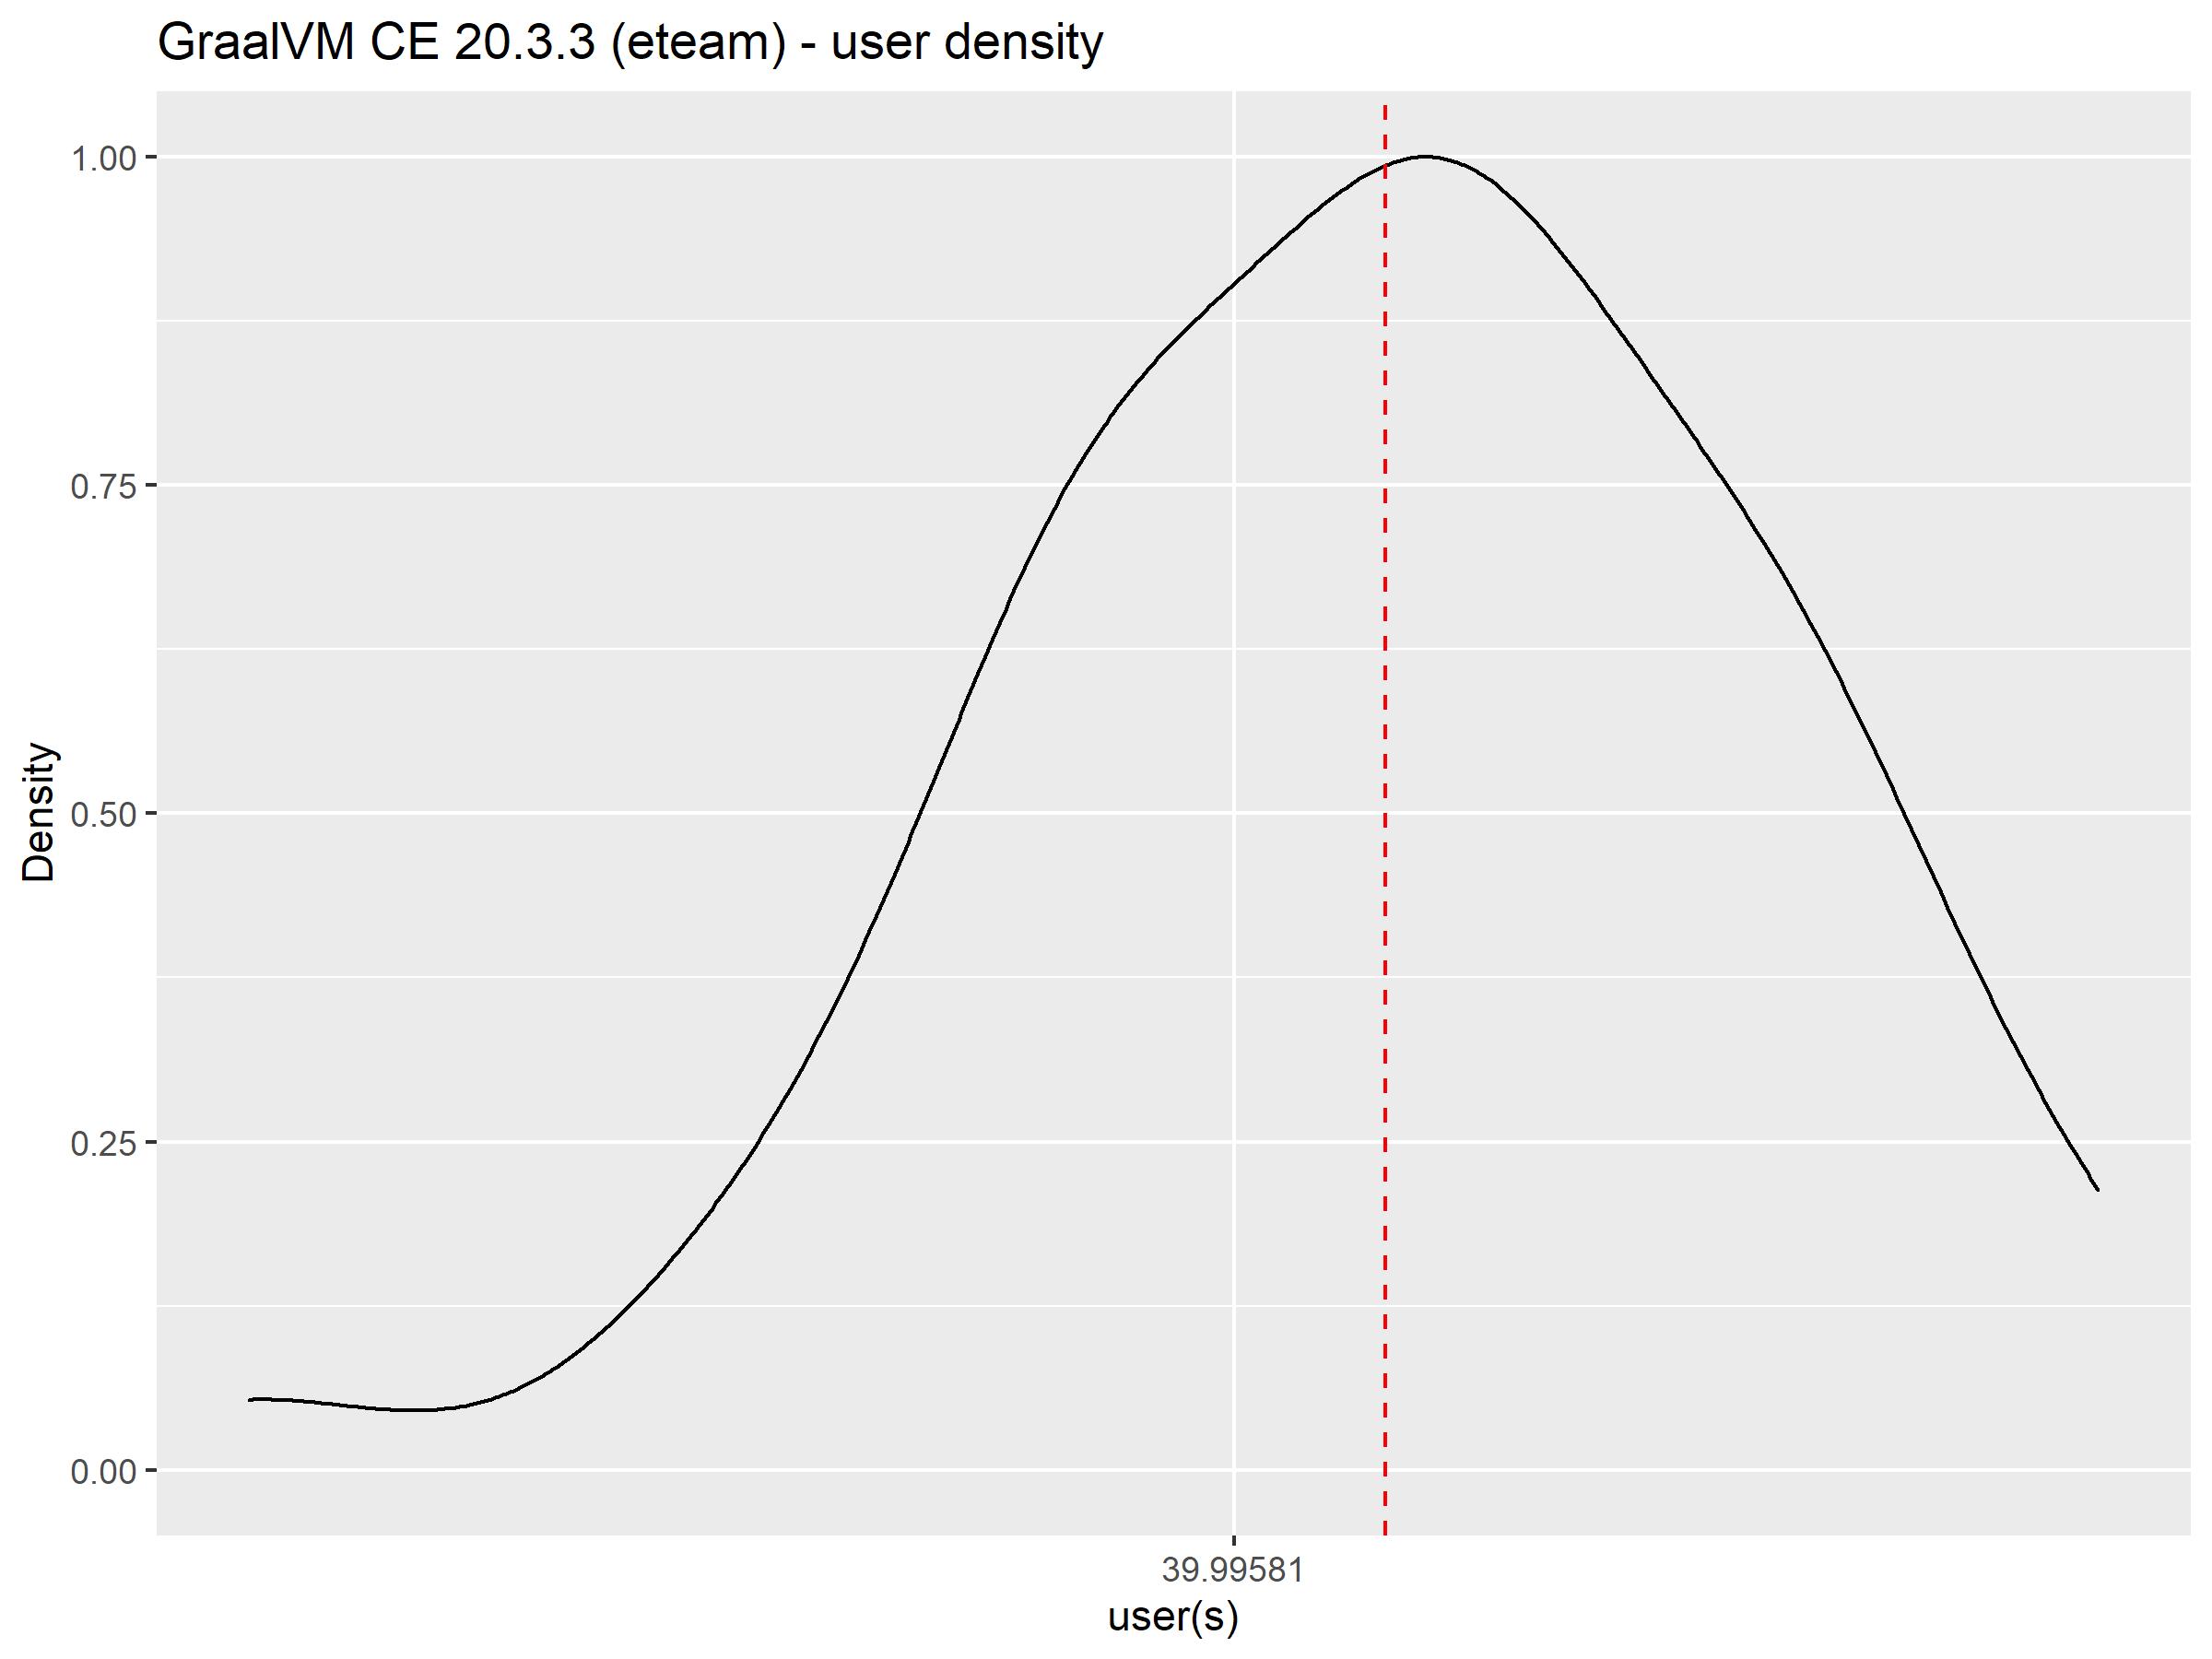 GraalVM CE 20.3.3 (eteam) - user density
1.00
0.75
0.50
0.25
0.00
Density
39.99581
user(s)